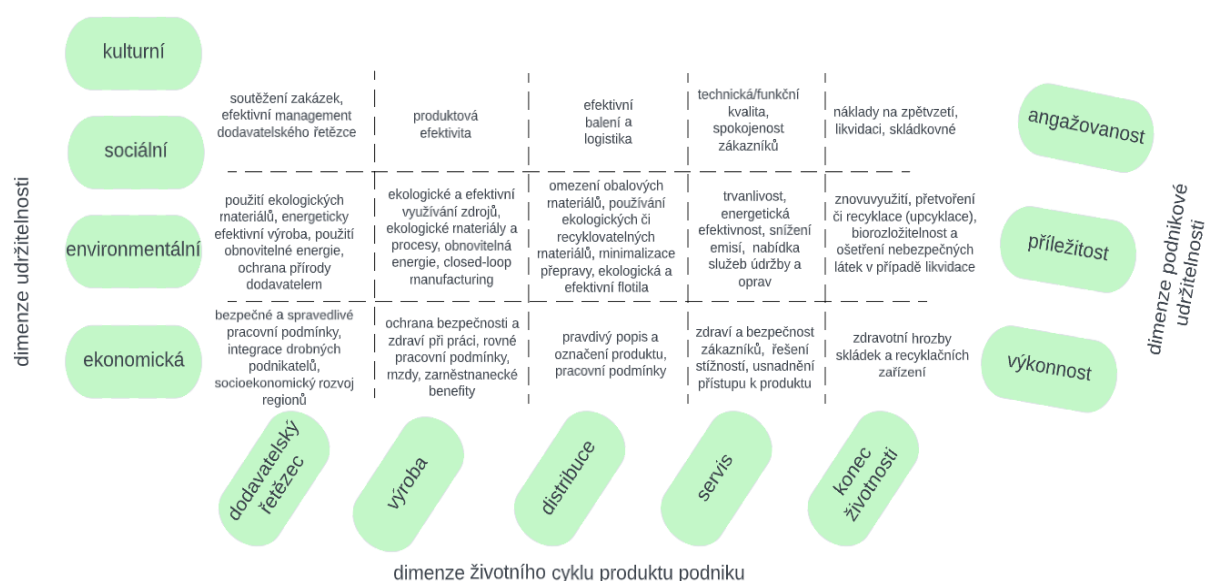 kulturní
sociální
environmentální
ekonomická
dimenze udržitelnosti
soutěžení zakázek,
efektivní management
dodavatelského řetězce
produktová
efektivita
efektivní
balení a
logistika
technická/funkční
kvalita,
spokojenost
zákazníků
náklady na zpětvzetí,
likvidaci, skládkovné
použití ekologických
materiálů, energeticky
efektivní výroba, použití
obnovitelné energie,
ochrana přírody
dodavatelem
ekologické a efektivní
využívání zdrojů,
ekologické materiály a
procesy, obnovitelná
energie, closed-loop
manufacturing
omezení obalových
materiálů, používání
ekologických či
recyklovatelných
materiálů, minimalizace
přepravy, ekologická a
efektivní flotila
trvanlivost,
energetická
efektivnost, snížení
emisí, nabídka
služeb údržby a
oprav
znovuvyužití, přetvoření
či recyklace (upcyklace),
biorozložitelnost a
ošetření nebezpečných
látek v případě likvidace
bezpečné a spravedlivé
pracovní podmínky,
integrace drobných
podnikatelů,
socioekonomický rozvoj
regionů
ochrana bezpečnosti a
zdraví při práci, rovné
pracovní podmínky,
mzdy, zaměstnanecké
benefity
pravdivý popis a
označení produktu,
pracovní podmínky
zdraví a bezpečnost
zákazníků, řešení
stížností, usnadnění
přístupu k produktu
zdravotní hrozby
skládek a recyklačních
zařízení
angažovanost
příležitost
výkonnost
dimenze podnikové
udržitelnosti
dodavatelský
řetězec
výroba
distribuce
servis
konec
životnosti
dimenze životního cyklu produktu podniku